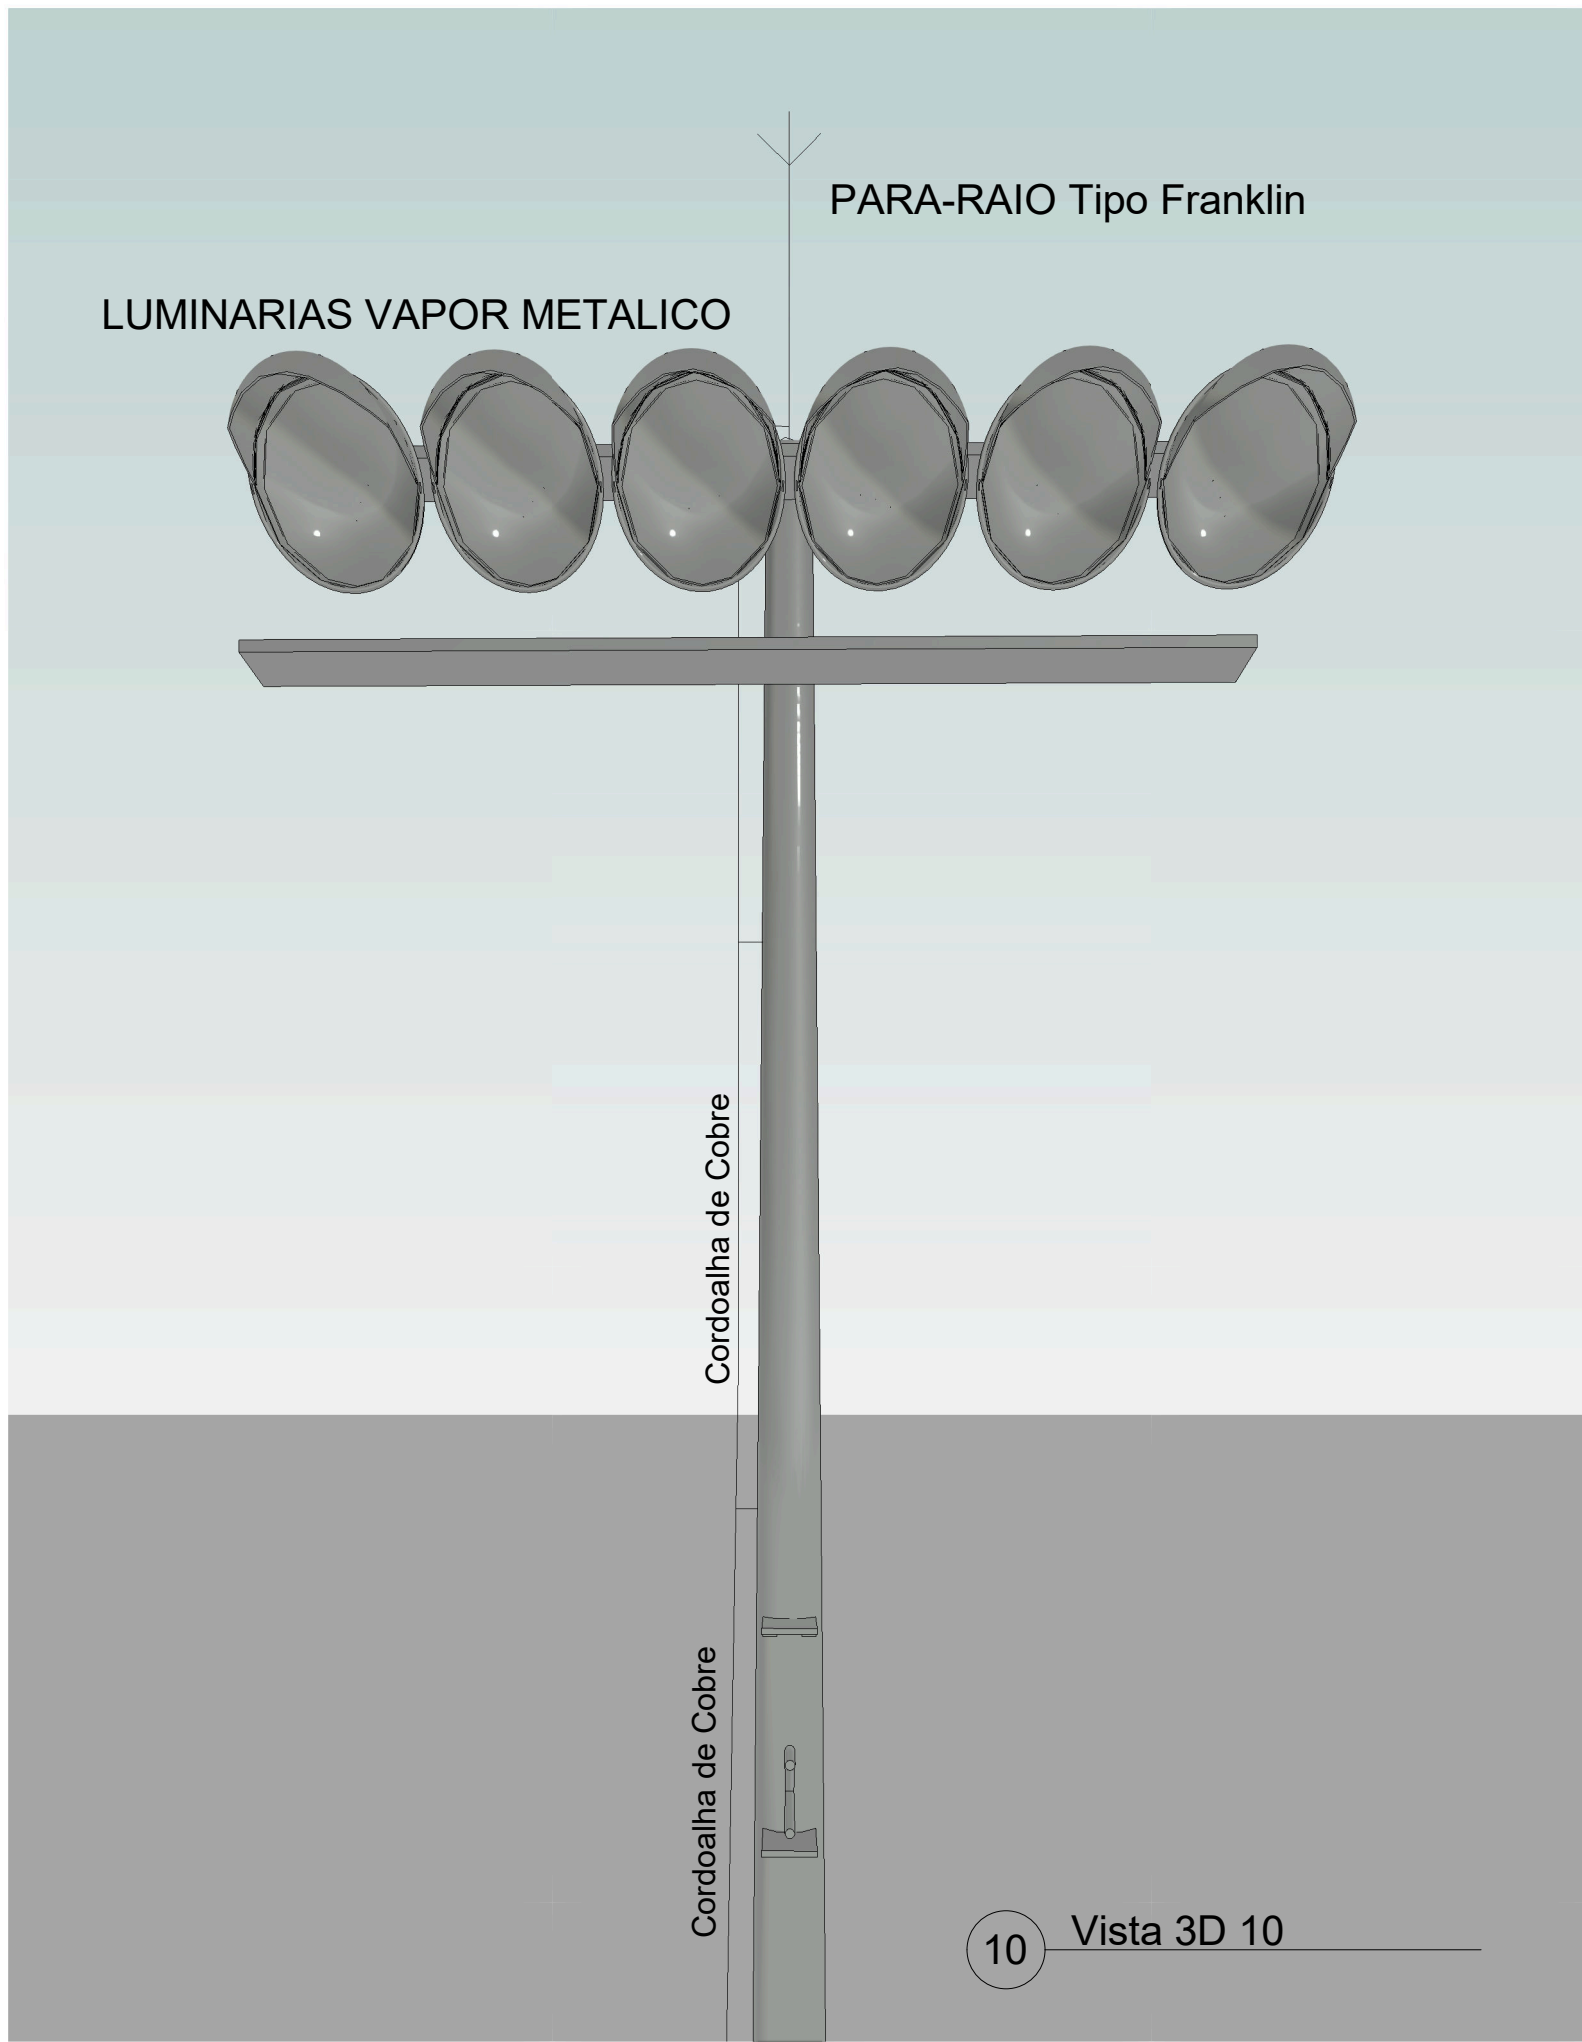 PARA-RAIO Tipo Franklin
LUMINARIAS VAPOR METALICO
Cordoalha de Cobre
Cordoalha de Cobre
10 Vista 3D 10